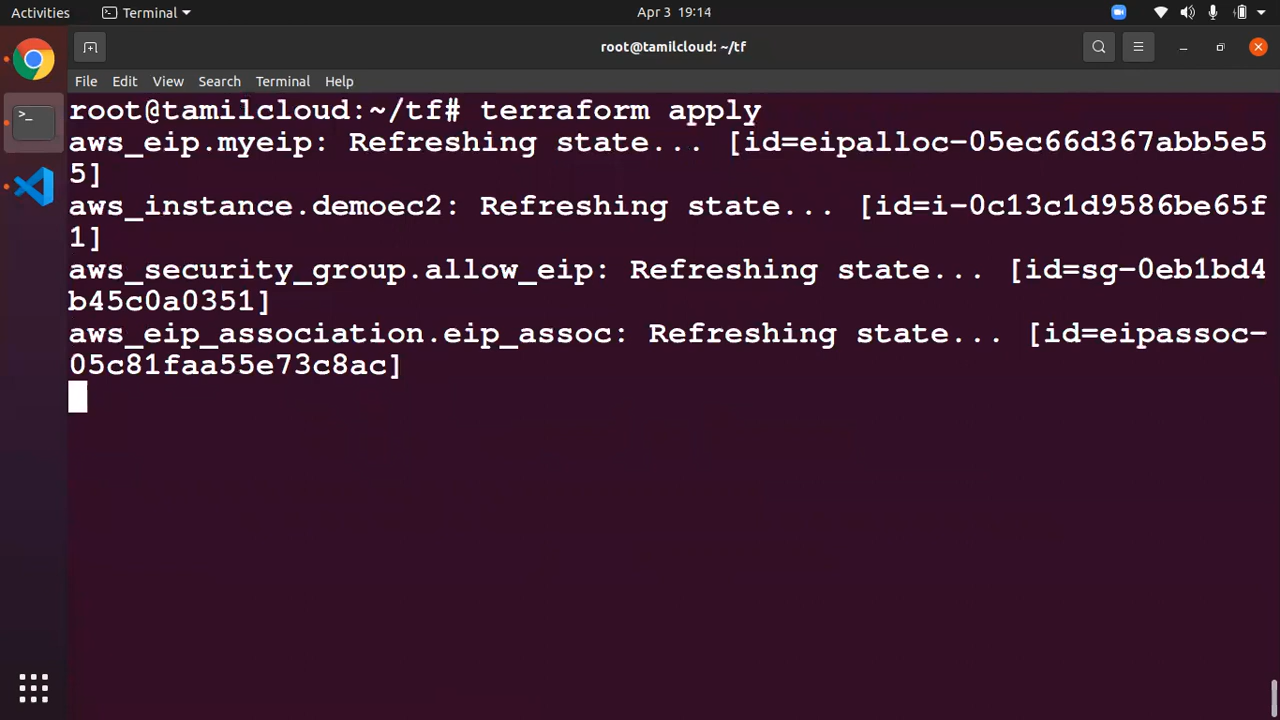 Activities
Terminal
Apr 3 19:14
root@tamilcloud: ~/tf
File Edit View Search Terminal Help
root@tamilcloud:~/tf# terraform apply
aws_eip.myeip: Refreshing state... [id=eipalloc-05ec66d367abb5e5
5]
aws_instance.demoec2: Refreshing state... [id=i-0c13c1d9586be65f
1]
aws_security_group.allow_eip: Refreshing state... [id=sg-0eb1bd4
b45c0a0351]
aws_eip_association.eip_assoc: Refreshing state... [id=eipassoc-
05c81faa55e73c8ac]